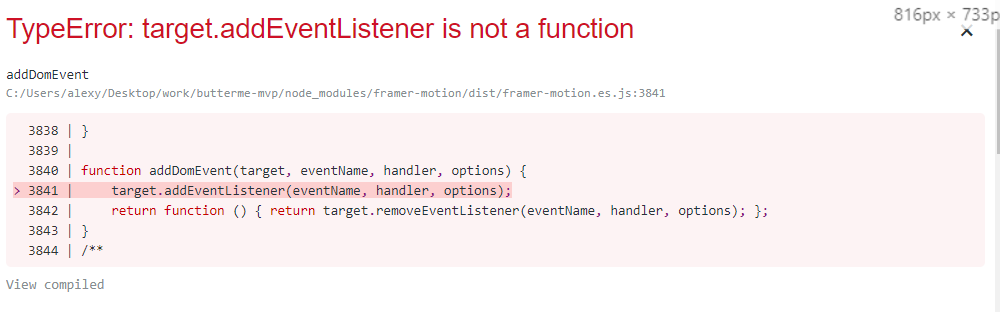 816px × 733p
TypeError: target.addEventListener is not a function
addDomEvent
C:/Users/alexy/Desktop/work/butterme-mvp/node_modules/framer-motion/dist/framer-motion.es.js:3841
3838 | }
3839 |
3840 | function addDomEvent(target, eventName, handler, options) {
> 3841 |     target.addEventListener(eventName, handler, options);
3842 |     return function () { return target.removeEventListener(eventName, handler, options); };
3843 | }
3844 | /**
View compiled